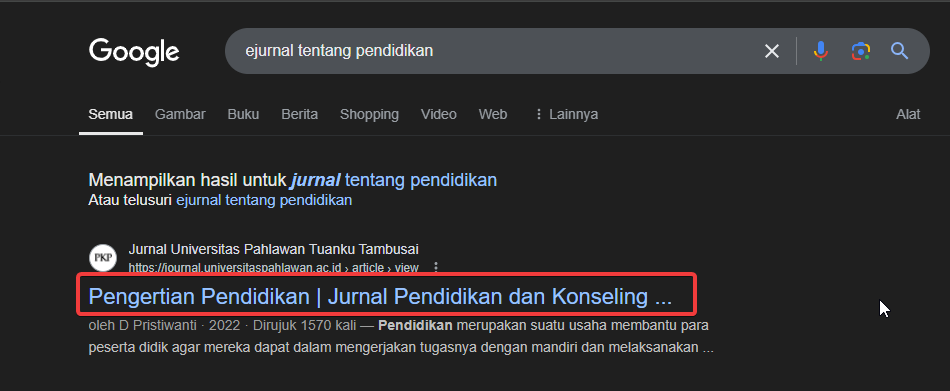 Google
ejurnal tentang pendidikan
Semua Gambar Buku Berita Shopping Video Web Lainnya Alat
Menampilkan hasil untuk jurnal tentang pendidikan
Atau telusuri ejurnal tentang pendidikan
PKP
Jurnal Universitas Pahlawan Tuanku Tambusai
https://journal.universitaspahlawan.ac.id › article › view
Pengertian Pendidikan | Jurnal Pendidikan dan Konseling ...
oleh D Pristiwanti · 2022 · Dirujuk 1570 kali — Pendidikan merupakan suatu usaha membantu para
peserta didik agar mereka dapat dalam mengerjakan tugasnya dengan mandiri dan melaksanakan ...